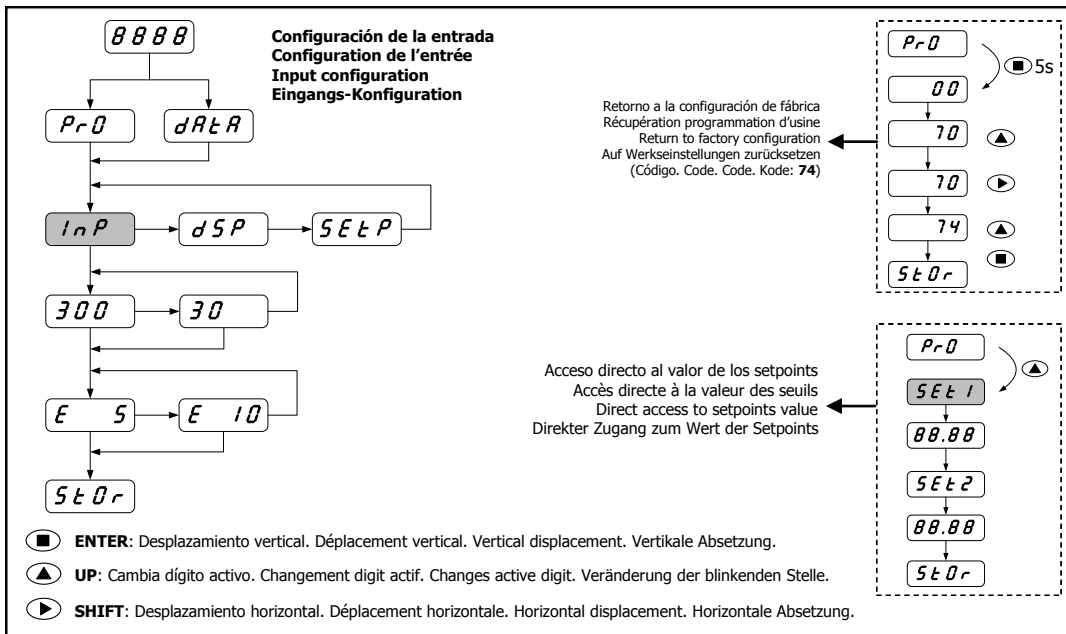 8888
Configuración de la entrada
Configuration de l'entrée
Input configuration
Eingangs-Konfiguration
Pr0 dAtA
InP dSP SEtP
300 30
E 5 E 10
St0r
Pr0
5s
00
70
70
74
St0r
Retorno a la configuración de fábrica
Récupération programmation d'usine
Return to factory configuration
Auf Werkseinstellungen zurücksetzen
(Código. Code. Code. Kode: 74)
Pr0
SEt1
88.88
SEt2
88.88
St0r
Acceso directo al valor de los setpoints
Accès directe à la valeur des seuils
Direct access to setpoints value
Direkter Zugang zum Wert der Setpoints
ENTER: Desplazamiento vertical. Déplacement vertical. Vertical displacement. Vertikale Absetzung.
UP: Cambia dígito activo. Changement digit actif. Changes active digit. Veränderung der blinkenden Stelle.
SHIFT: Desplazamiento horizontal. Déplacement horizontale. Horizontal displacement. Horizontale Absetzung.